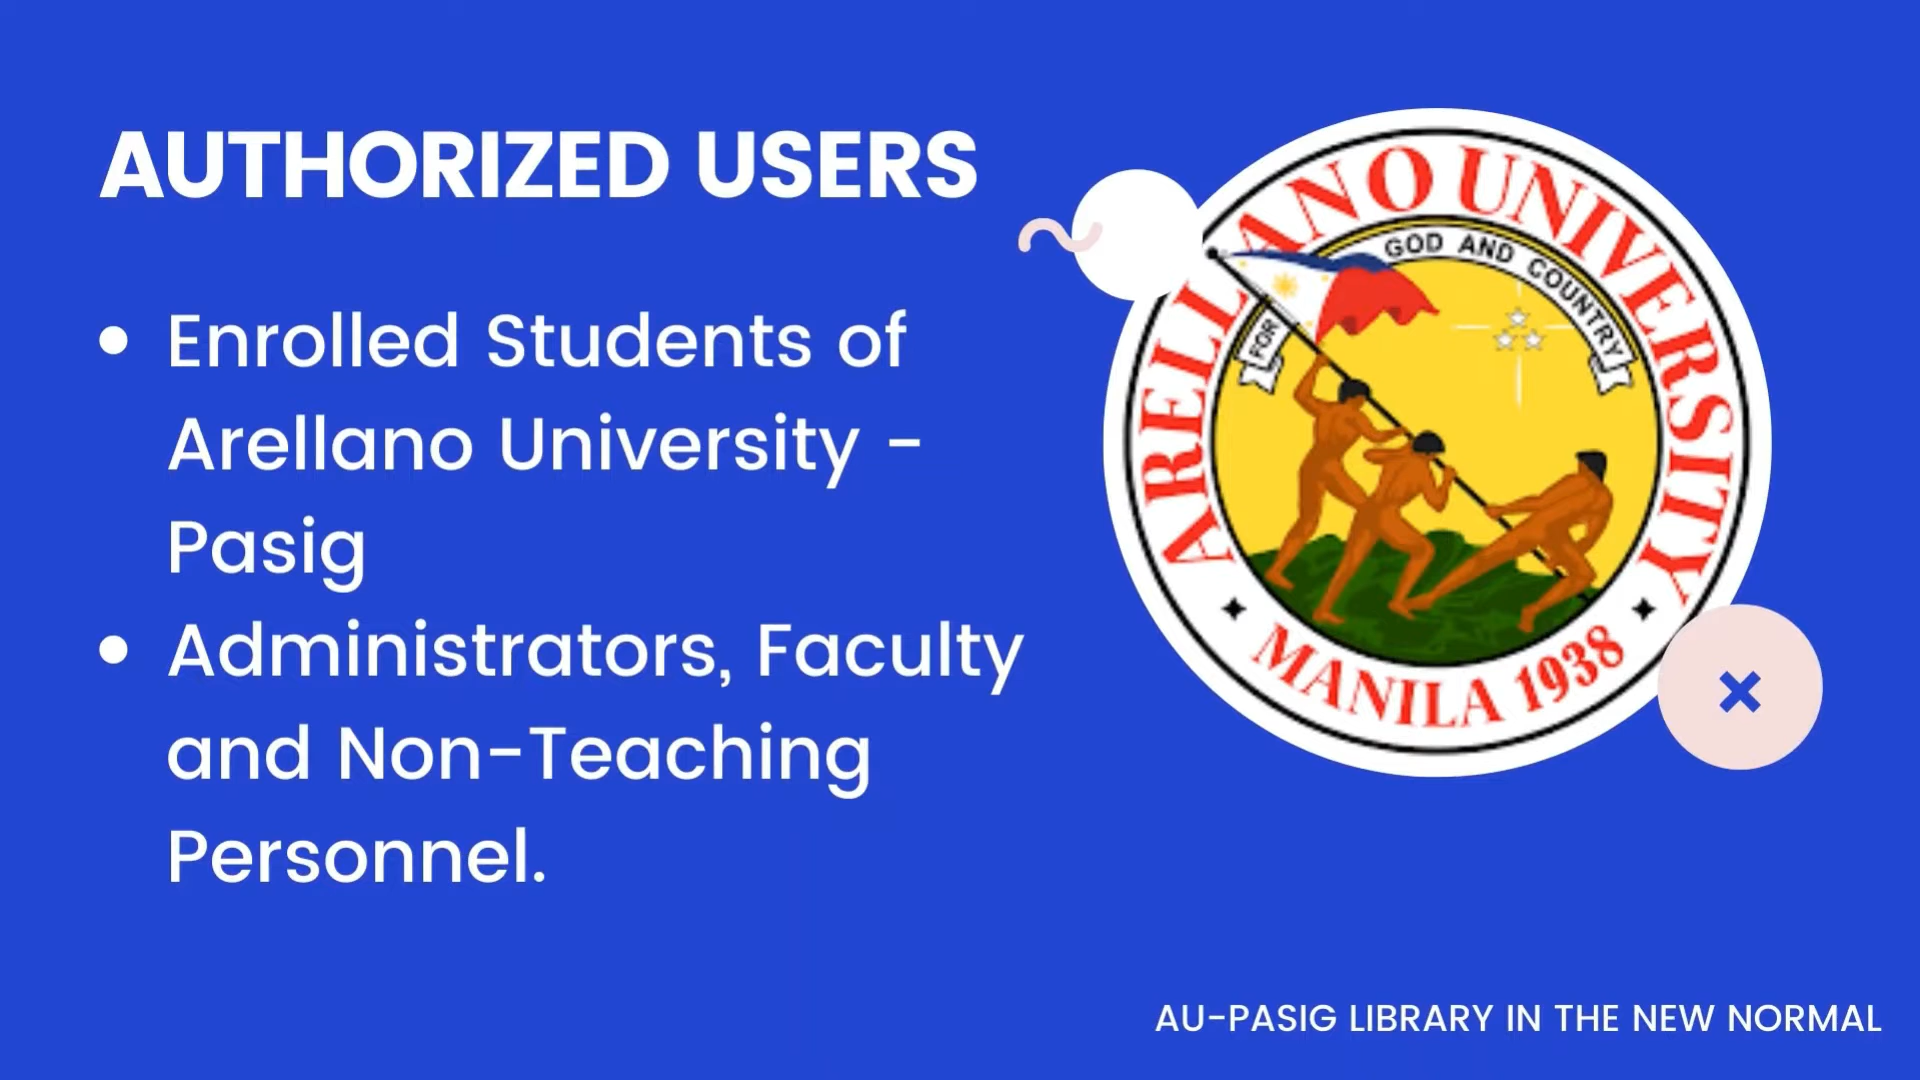 AUTHORIZED USERS
• Enrolled Students of
Arellano University -
Pasig
• Administrators, Faculty
and Non-Teaching
Personnel.
ARELLANO UNIVERSITY
FOR GOD AND COUNTRY
MANILA 1938
AU-PASIG LIBRARY IN THE NEW NORMAL